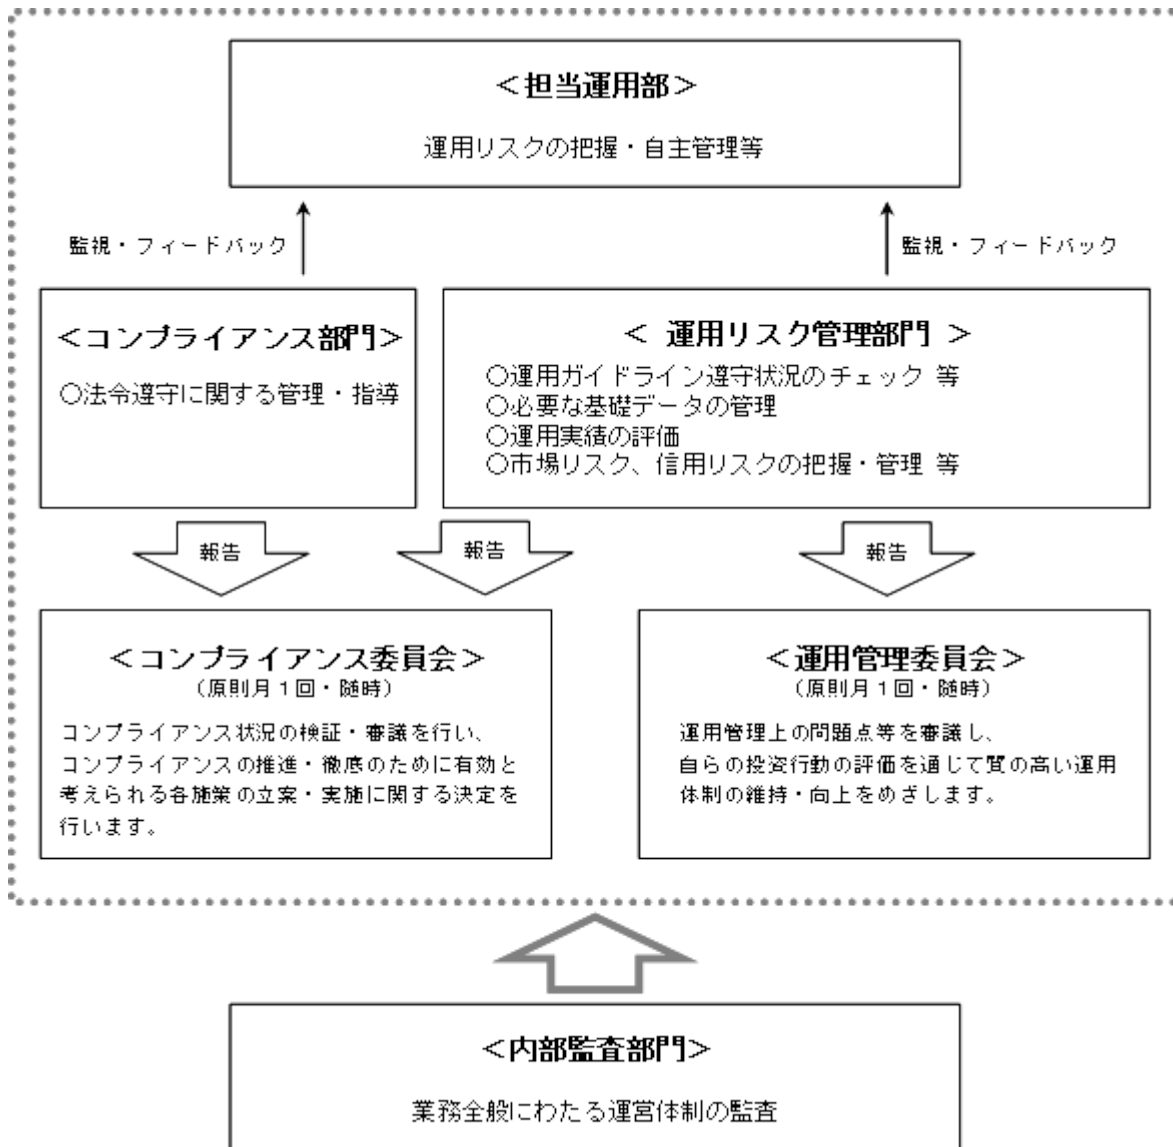 ＜担当運用部＞
運用リスクの把握・自主管理等
監視・フィードバック
監視・フィードバック
＜コンプライアンス部門＞
○法令遵守に関する管理・指導
＜ 運用リスク管理部門 ＞
○運用ガイドライン遵守状況のチェック 等
○必要な基礎データの管理
○運用実績の評価
○市場リスク、信用リスクの把握・管理 等
報告
報告
報告
＜コンプライアンス委員会＞
（原則月１回・随時）
コンプライアンス状況の検証・審議を行い、
コンプライアンスの推進・徹底のために有効と
考えられる各施策の立案・実施に関する決定を
行います。
＜運用管理委員会＞
（原則月１回・随時）
運用管理上の問題点等を審議し、
自らの投資行動の評価を通じて質の高い運用
体制の維持・向上をめざします。
＜内部監査部門＞
業務全般にわたる運営体制の監査